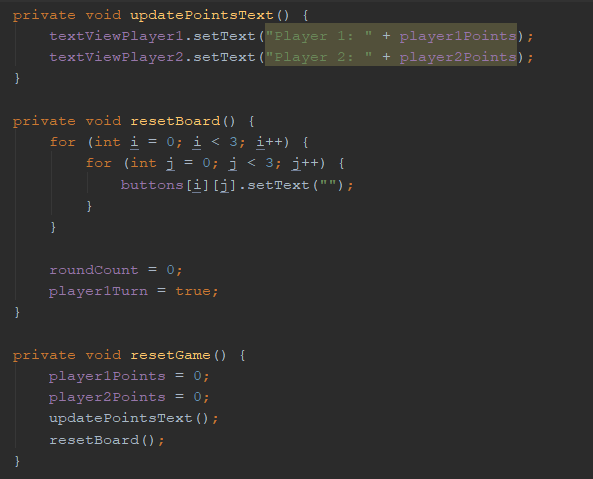 private void updatePointsText() {
    textViewPlayer1.setText("Player 1: " + player1Points);
    textViewPlayer2.setText("Player 2: " + player2Points);
}
private void resetBoard() {
    for (int i = 0; i < 3; i++) {
        for (int j = 0; j < 3; j++) {
            buttons[i][j].setText("");
        }
    }
    roundCount = 0;
    player1Turn = true;
}
private void resetGame() {
    player1Points = 0;
    player2Points = 0;
    updatePointsText();
    resetBoard();
}